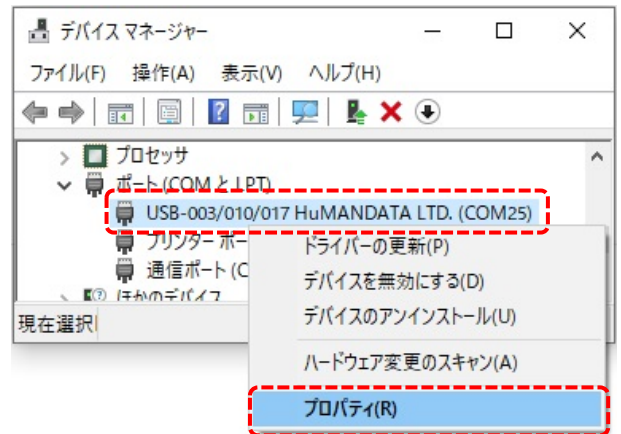 デバイス マネージャー
ファイル(F) 操作(A) 表示(V) ヘルプ(H)
プロセッサ
ポート (COM と LPT)
USB-003/010/017 HuMANDATA LTD. (COM25)
プリンター ポー
通信ポート (C
ほかのデバイス
現在選択
ドライバーの更新(P)
デバイスを無効にする(D)
デバイスのアンインストール(U)
ハードウェア変更のスキャン(A)
プロパティ(R)